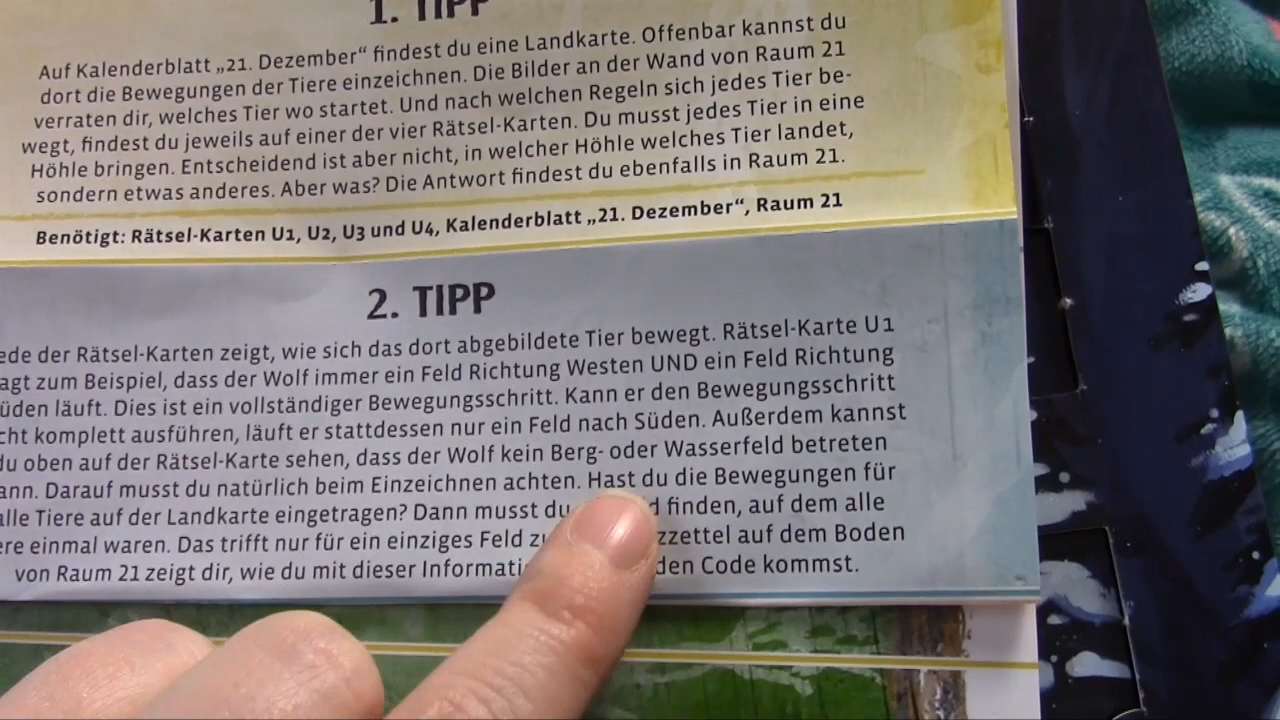 1. TIPP
Auf Kalenderblatt „21. Dezember“ findest du eine Landkarte. Offenbar kannst du
dort die Bewegungen der Tiere einzeichnen. Die Bilder an der Wand von Raum 21
verraten dir, welches Tier wo startet. Und nach welchen Regeln sich jedes Tier be-
wegt, findest du jeweils auf einer der vier Rätsel-Karten. Du musst jedes Tier in eine
Höhle bringen. Entscheidend ist aber nicht, in welcher Höhle welches Tier landet,
sondern etwas anderes. Aber was? Die Antwort findest du ebenfalls in Raum 21.
Benötigt: Rätsel-Karten U1, U2, U3 und U4, Kalenderblatt „21. Dezember“, Raum 21
2. TIPP
ede der Rätsel-Karten zeigt, wie sich das dort abgebildete Tier bewegt. Rätsel-Karte U1
agt zum Beispiel, dass der Wolf immer ein Feld Richtung Westen UND ein Feld Richtung
üden läuft. Dies ist ein vollständiger Bewegungsschritt. Kann er den Bewegungsschritt
cht komplett ausführen, läuft er stattdessen nur ein Feld nach Süden. Außerdem kannst
du oben auf der Rätsel-Karte sehen, dass der Wolf kein Berg- oder Wasserfeld betreten
ann. Darauf musst du natürlich beim Einzeichnen achten. Hast du die Bewegungen für
alle Tiere auf der Landkarte eingetragen? Dann musst du d finden, auf dem alle
ere einmal waren. Das trifft nur für ein einziges Feld zu zzettel auf dem Boden
von Raum 21 zeigt dir, wie du mit dieser Informati den Code kommst.